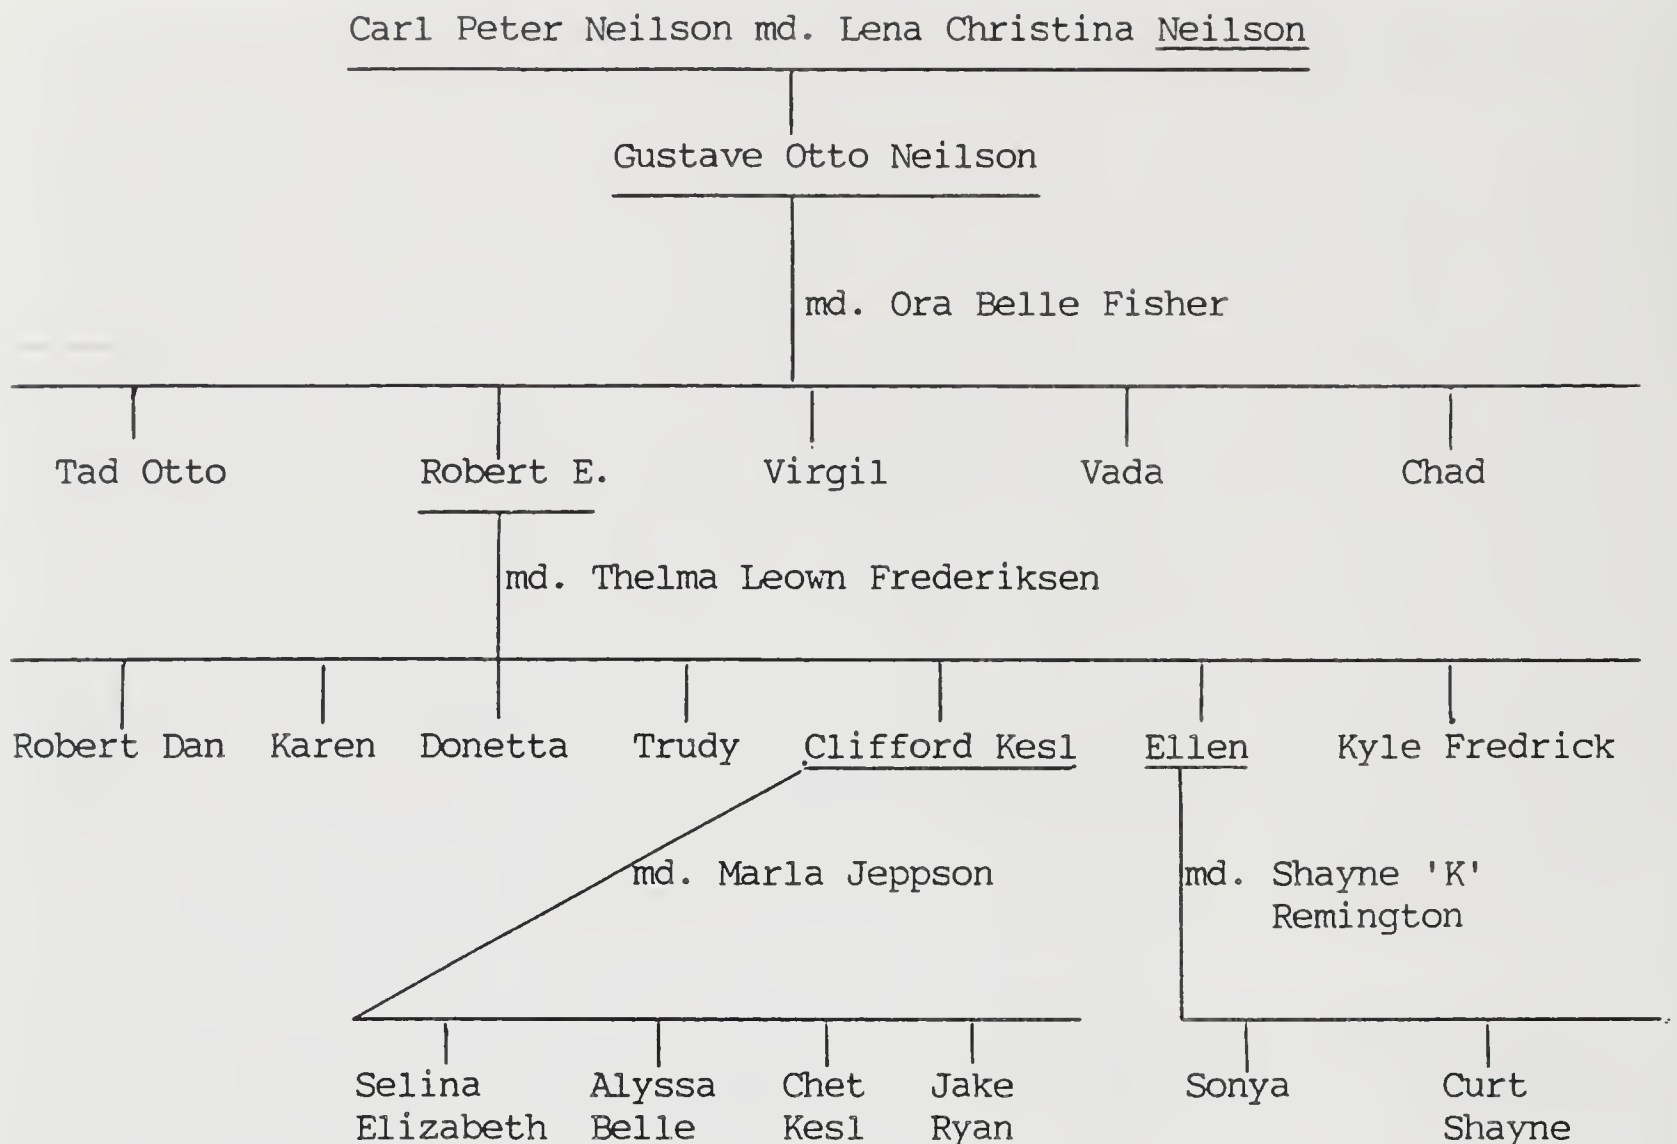 Carl Peter Neilson md. Lena Christina Neilson
Gustave Otto Neilson
md. Ora Belle Fisher
Tad Otto Robert E. Virgil Vada Chad
md. Thelma Leown Frederiksen
Robert Dan Karen Donetta Trudy Clifford Kesl Ellen Kyle Fredrick
md. Marla Jeppson
md. Shayne 'K'
Remington
Selina Alyssa Chet Jake Sonya Curt
Elizabeth Belle Kesl Ryan Shayne